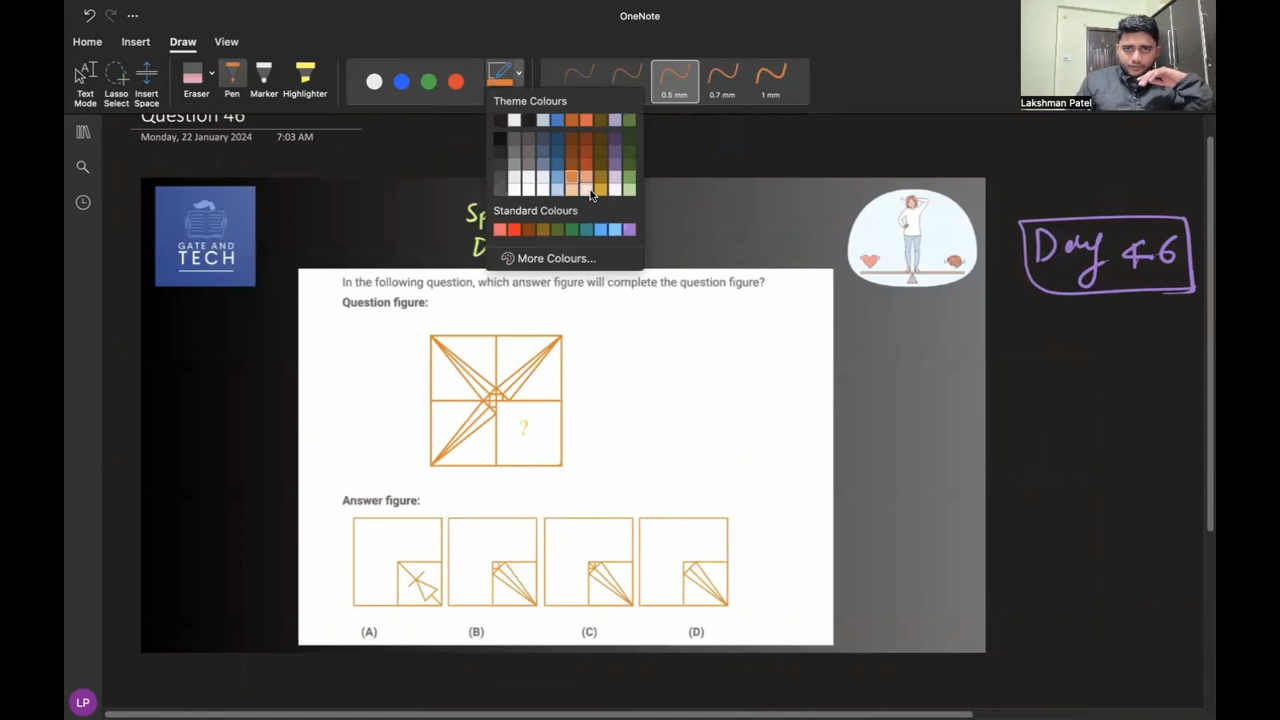 OneNote
Home Insert Draw View
Text Mode
Lasso Select
Insert Space
Eraser
Pen
Marker
Highlighter
0.5 mm
0.7 mm
1 mm
Lakshman Patel
Theme Colours
Standard Colours
More Colours...
Question 46
Monday, 22 January 2024 7:03 AM
GATE AND
TECH
Day 46
In the following question, which answer figure will complete the question figure?
Question figure:
?
Answer figure:
(A) (B) (C) (D)
LP